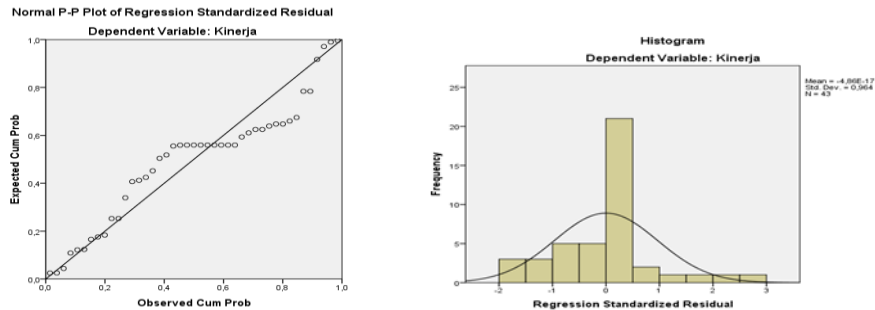 Normal P-P Plot of Regression Standardized Residual
Dependent Variable: Kinerja
1,0
0,8
0,6
0,4
0,2
0,0
Expected Cum Prob
0,0 0,2 0,4 0,6 0,8 1,0
Observed Cum Prob
Histogram
Dependent Variable: Kinerja
Mean = -4,86E-17
Std. Dev. = 0,964
N = 43
25
20
15
10
5
0
Frequency
-2 -1 0 1 2 3
Regression Standardized Residual